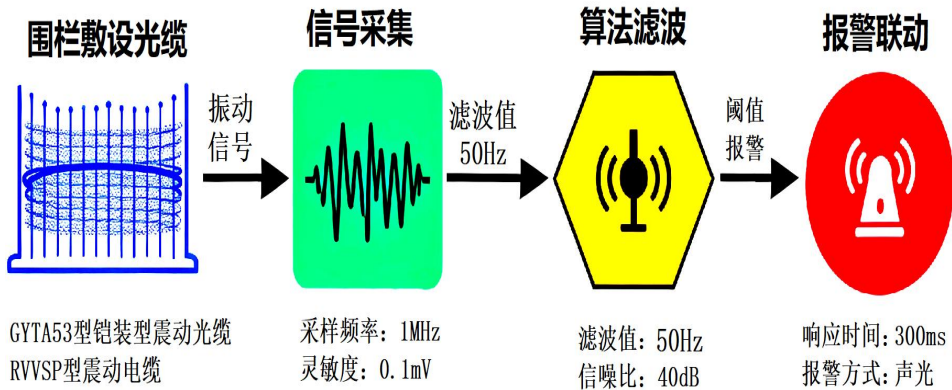 围栏敷设光缆
信号采集
算法滤波
报警联动
振动
信号
滤波值
50Hz
阈值
报警
GYTA53型铠装型震动光缆
RVVSP型震动电缆
采样频率：1MHz
灵敏度：0.1mV
滤波值：50Hz
信噪比：40dB
响应时间：300ms
报警方式：声光